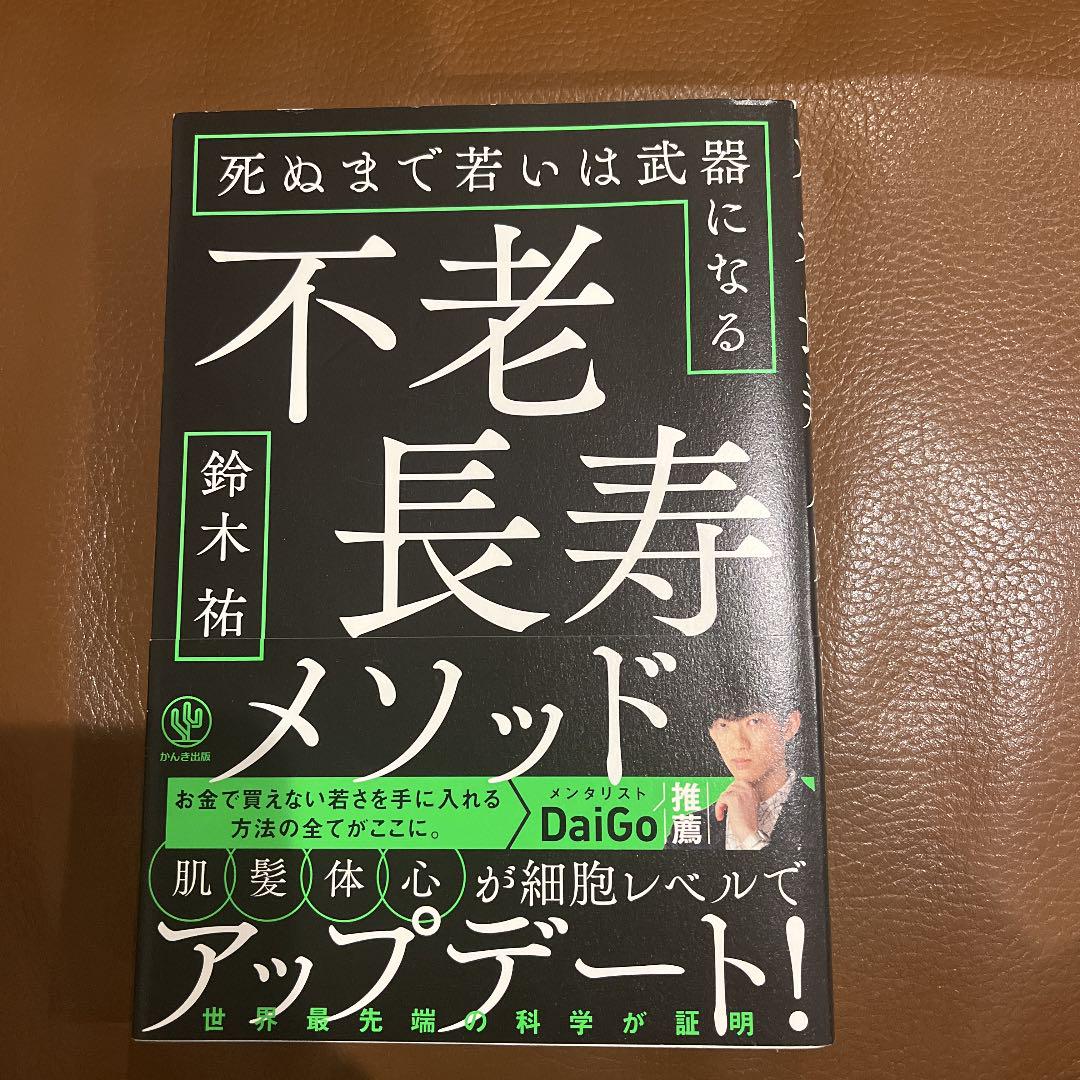 死ぬまで若いは武器になる
不老
長寿
メソッド
鈴木祐
かんき出版
お金で買えない若さを手に入れる
方法の全てがここに。
メンタリスト
DaiGo
推薦
肌髪体心が細胞レベルで
アップデート!
世界最先端の科学が証明